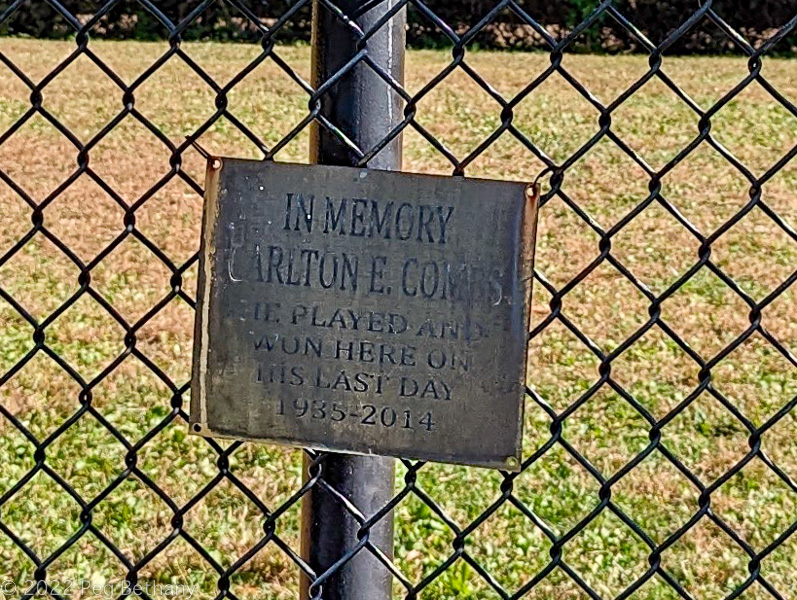 IN MEMORY
CARLTON E. COMBS
HE PLAYED AND
WON HERE ON
HIS LAST DAY
1935-2014
© 2022 Peg Bethany